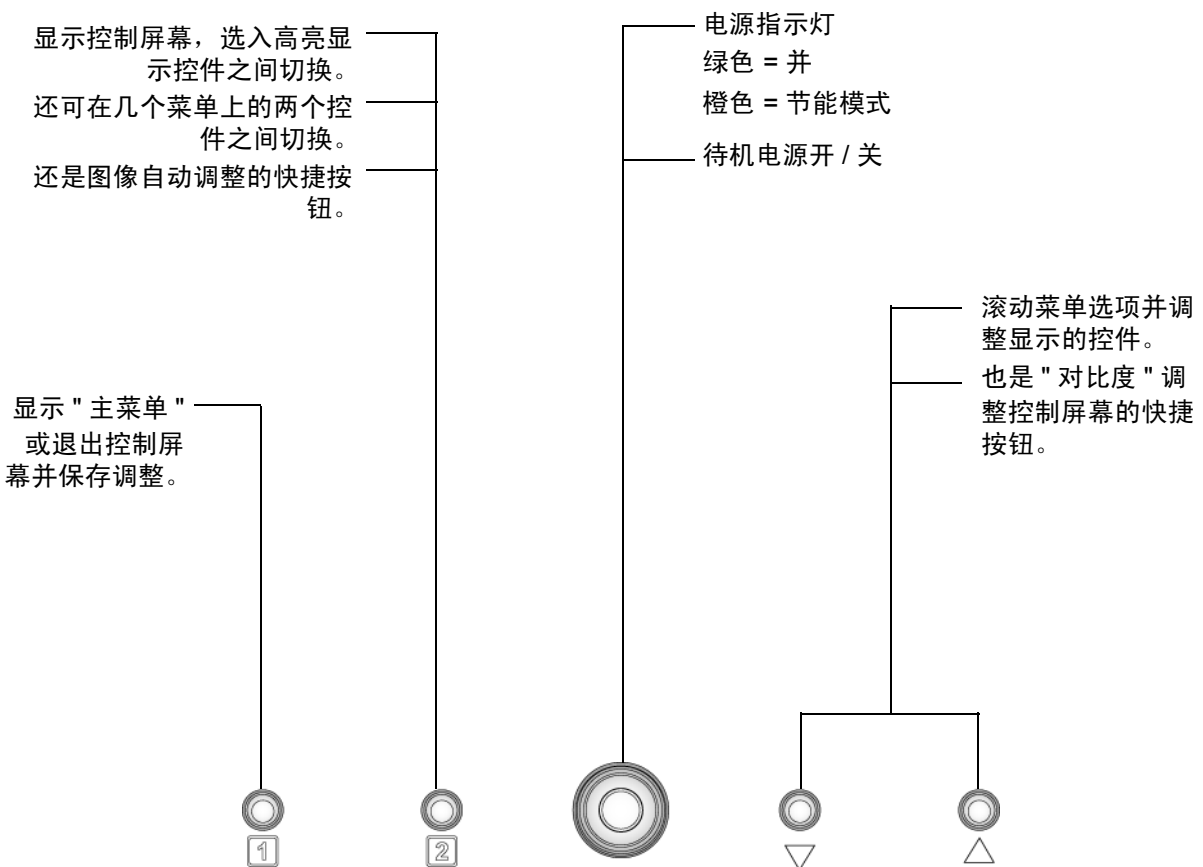 显示控制屏幕，选入高亮显
示控件之间切换。
还可在几个菜单上的两个控
件之间切换。
还是图像自动调整的快捷按
钮。
电源指示灯
绿色 = 并
橙色 = 节能模式
待机电源开 / 关
滚动菜单选项并调
整显示的控件。
也是 " 对比度 " 调
整控制屏幕的快捷
按钮。
显示 " 主菜单 "
或退出控制屏
幕并保存调整。
1
2